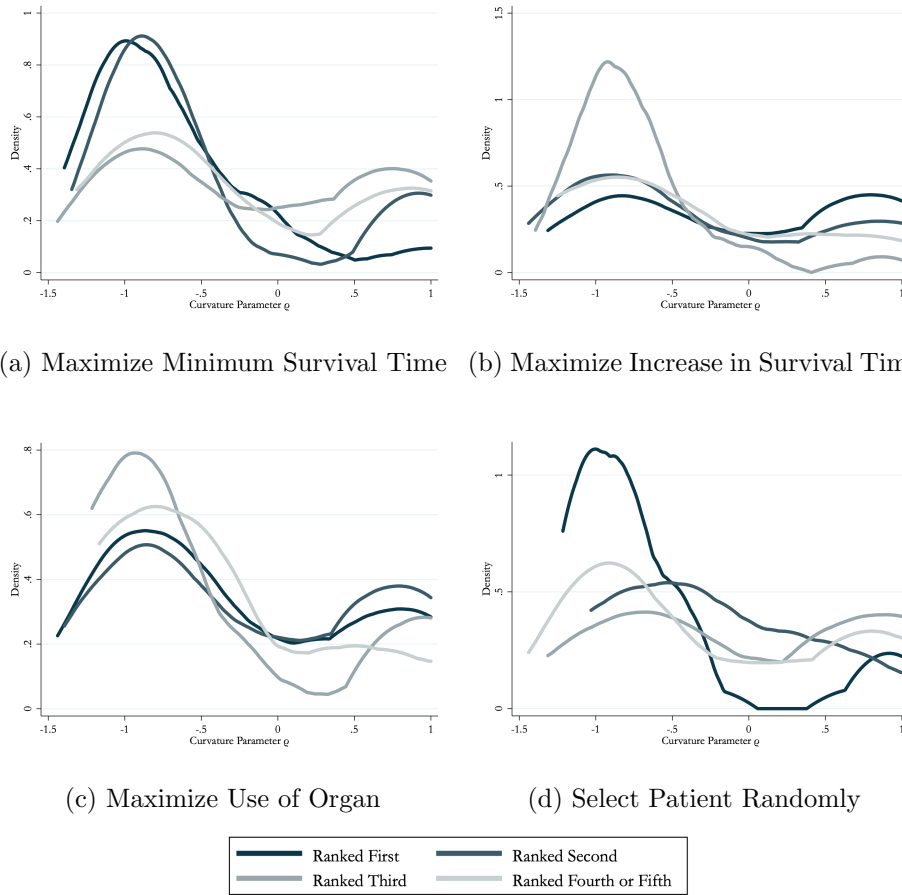 Density
0 .2 .4 .6 .8 1
-1.5 -1 -.5 0 .5 1
Curvature Parameter ϱ
(a) Maximize Minimum Survival Time
Density
0 .5 1 1.5
-1.5 -1 -.5 0 .5 1
Curvature Parameter ϱ
(b) Maximize Increase in Survival Tim
Density
0 .2 .4 .6 .8
-1.5 -1 -.5 0 .5 1
Curvature Parameter ϱ
(c) Maximize Use of Organ
Density
0 .5 1
-1.5 -1 -.5 0 .5 1
Curvature Parameter ϱ
(d) Select Patient Randomly
Ranked First Ranked Second
Ranked Third Ranked Fourth or Fifth